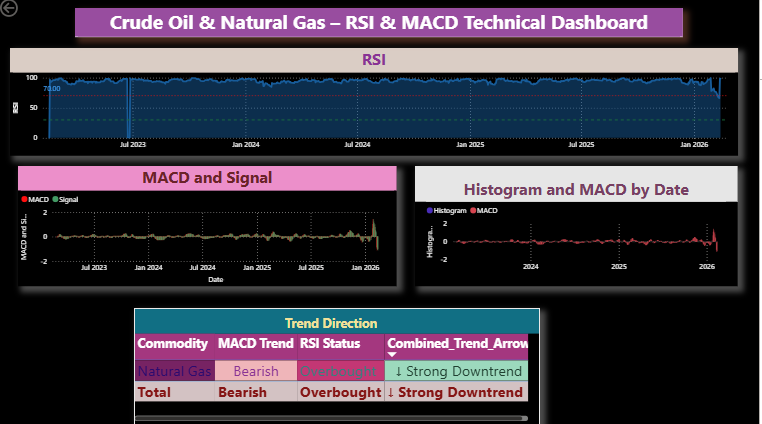 Crude Oil & Natural Gas – RSI & MACD Technical Dashboard
RSI
100
70.00
50
0
RSI
Jul 2023 Jan 2024 Jul 2024 Jan 2025 Jul 2025 Jan 2026
MACD and Signal
MACD Signal
2
0
-2
MACD and Si...
Jul 2023 Jan 2024 Jul 2024 Jan 2025 Jul 2025 Jan 2026
Date
Histogram and MACD by Date
Histogram MACD
2
0
-2
Histogra...
2024 2025 2026
Trend Direction
Commodity MACD Trend RSI Status Combined_Trend_Arrow
Natural Gas Bearish Overbought ↓ Strong Downtrend
Total Bearish Overbought ↓ Strong Downtrend